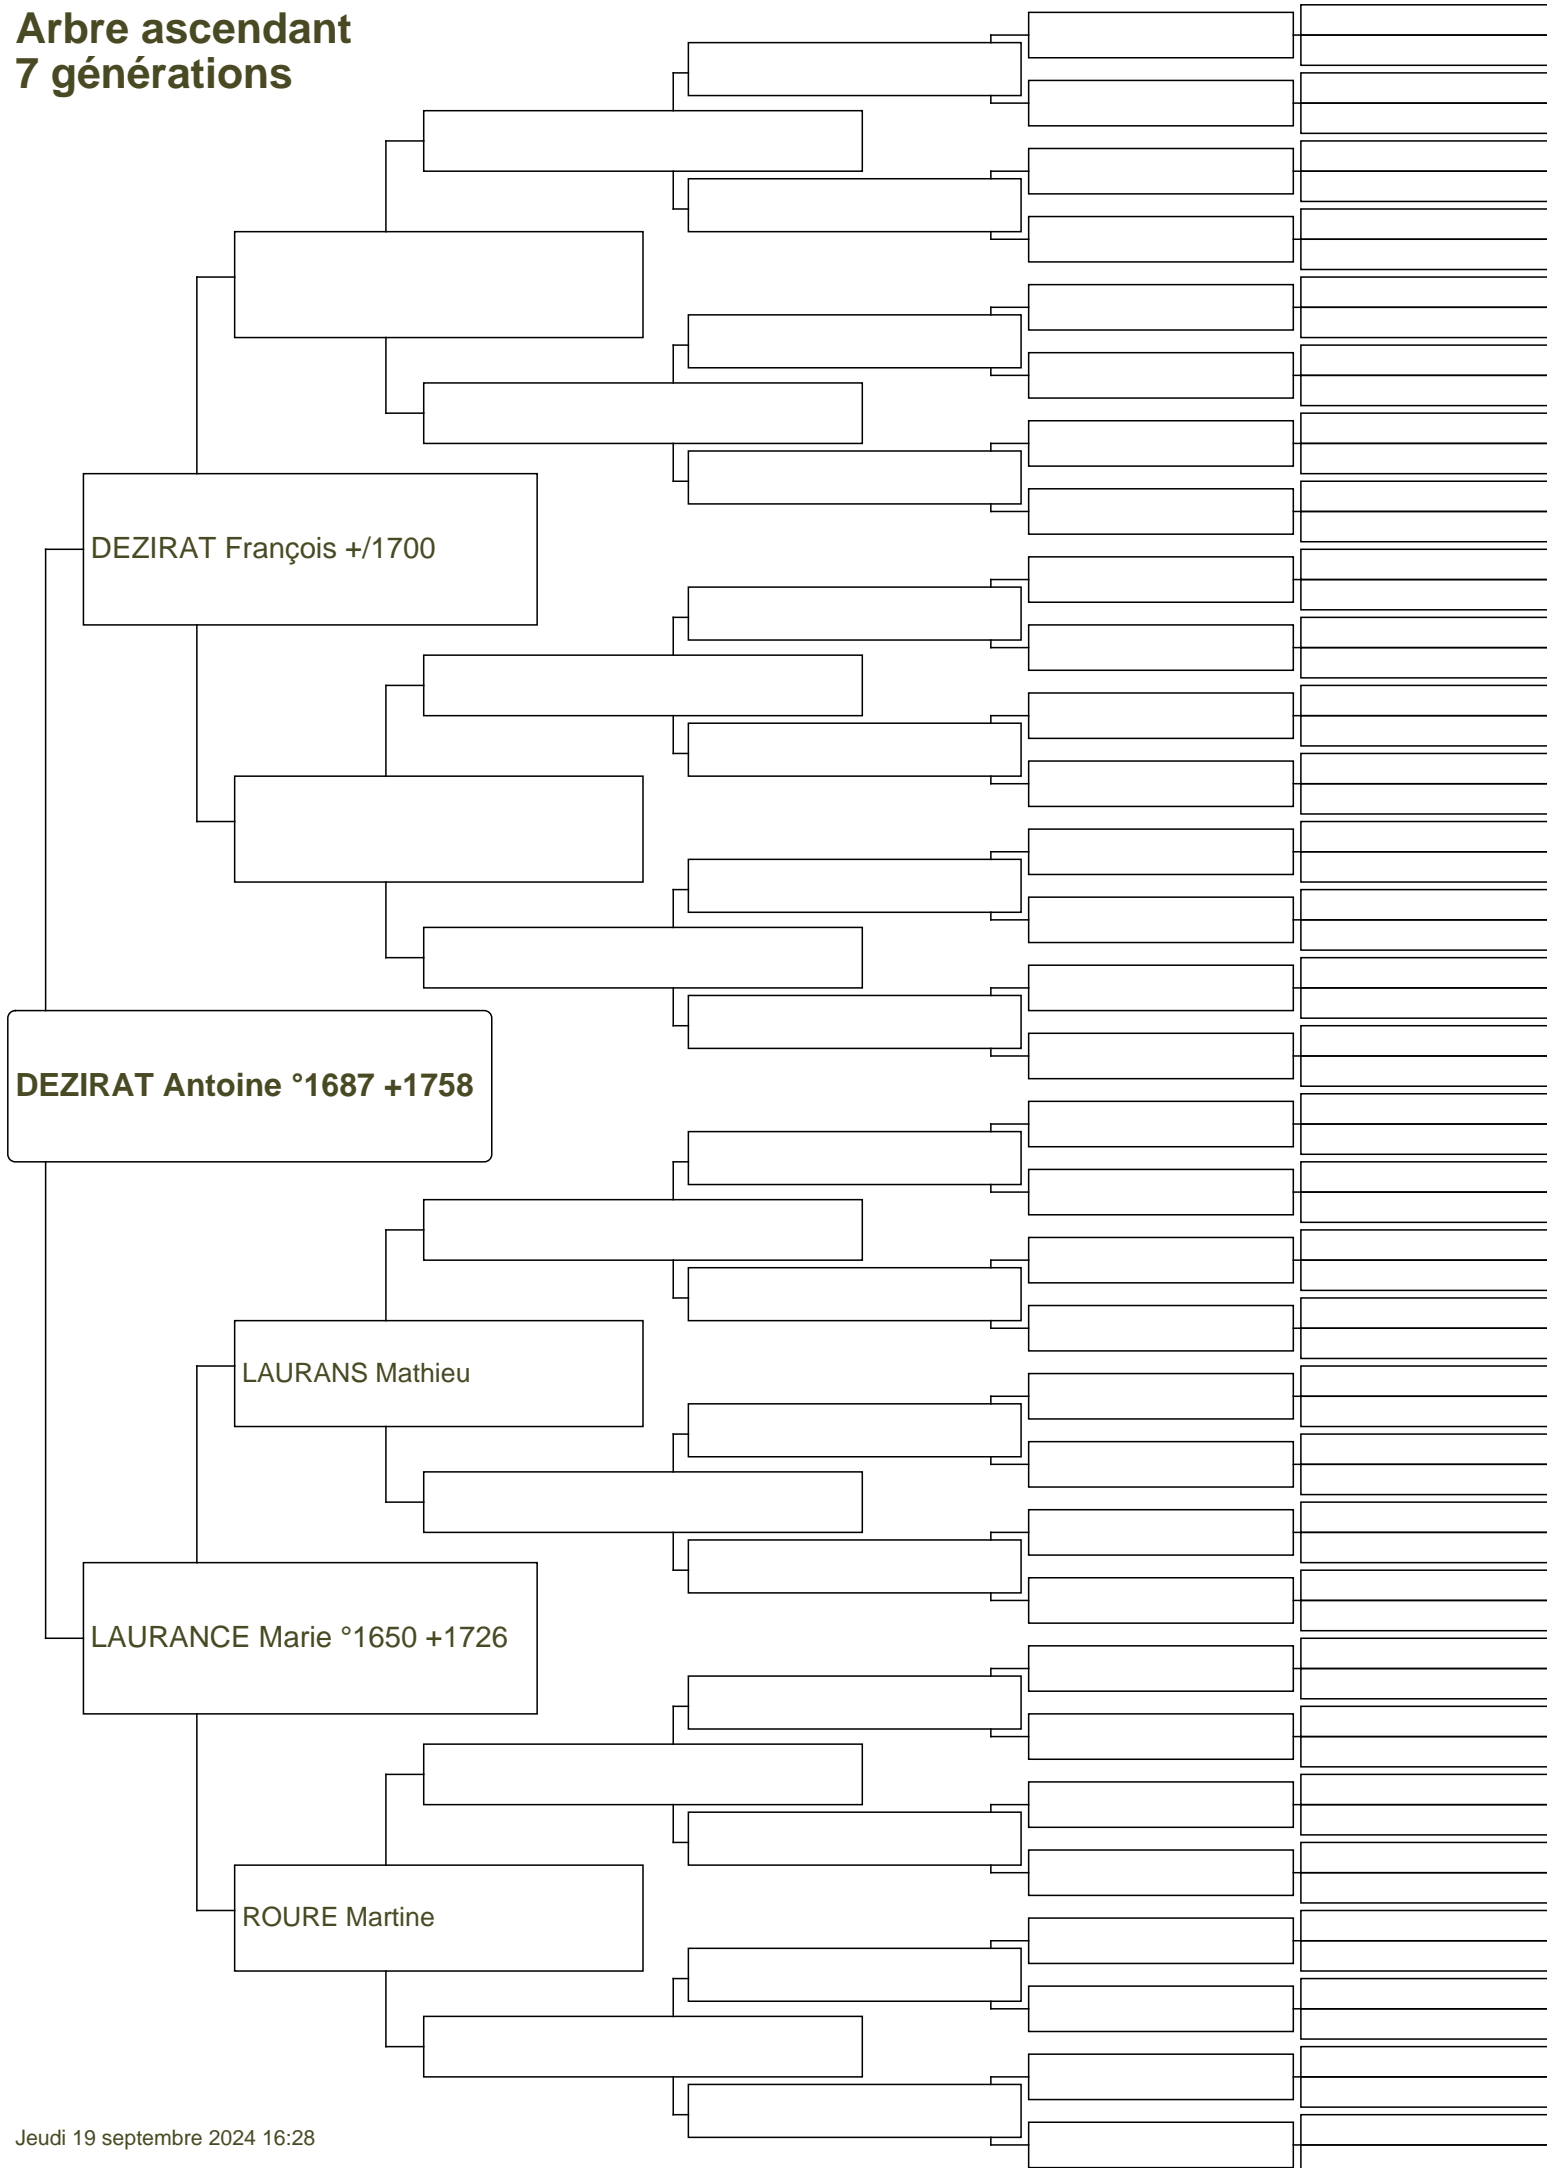 Arbre ascendant
7 générations
DEZIRAT François +/1700
DEZIRAT Antoine °1687 +1758
LAURANS Mathieu
LAURANCE Marie °1650 +1726
ROURE Martine
Jeudi 19 septembre 2024 16:28